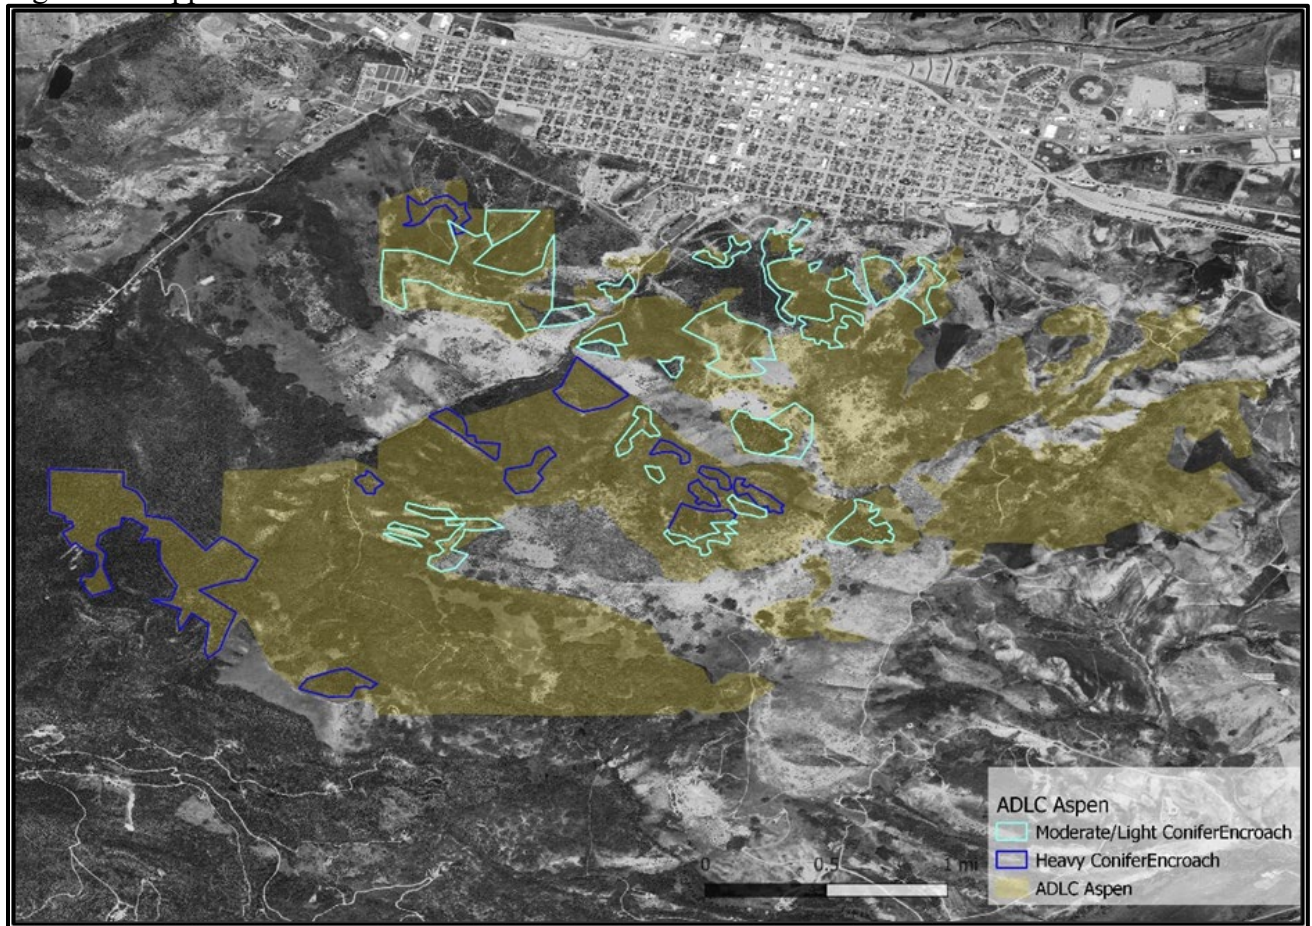 0 0.5 1 mi
ADLC Aspen
Moderate/Light ConiferEncroach
Heavy ConiferEncroach
ADLC Aspen